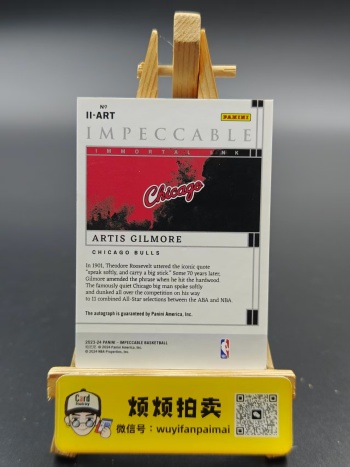 Nº
II-ART
PANINI
IMPECCABLE
IMMORTAL INK
Chicago
ARTIS GILMORE
CHICAGO BULLS
In 1901, Theodore Roosevelt uttered the iconic quote
"speak softly, and carry a big stick." Some 70 years later,
Gilmore amended the phrase when he hit the hardwood.
The famously quiet Chicago big man spoke softly
and dunked all over the competition on his way
to 11 combined All-Star selections between the ABA and NBA.
The autograph is guaranteed by Panini America, Inc.
2023-24 PANINI - IMPECCABLE BASKETBALL
© 2024 Panini America, Inc.
© 2024 NBA Properties, Inc.
Card
烦烦拍卖
微信号：wuyifanpaimai